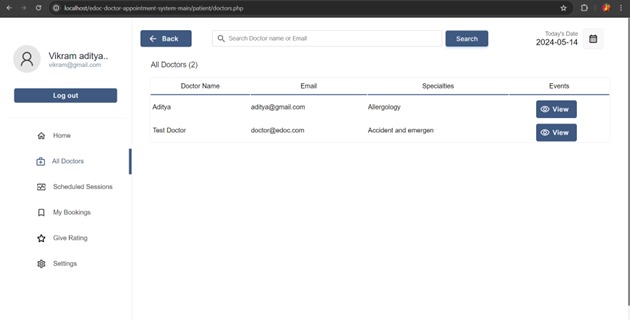 localhost/edoc-doctor-appointment-system-main/patient/doctors.php
Vikram aditya..
vikram@gmail.com
Log out
Home
All Doctors
Scheduled Sessions
My Bookings
Give Rating
Settings
Back
Search Doctor name or Email
Search
Today's Date
2024-05-14
All Doctors (2)
Doctor Name Email Specialties Events
Aditya aditya@gmail.com Allergology View
Test Doctor doctor@edoc.com Accident and emergen View